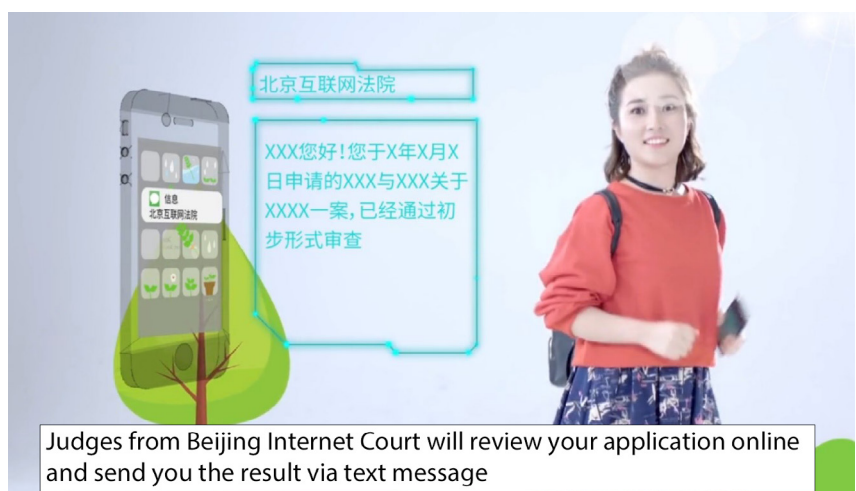 北京互联网法院
XXX您好!您于X年X月X
日申请的XXX与XXX关于
XXXX一案,已经通过初
步形式审查
信息
北京互联网法院
Judges from Beijing Internet Court will review your application online
and send you the result via text message